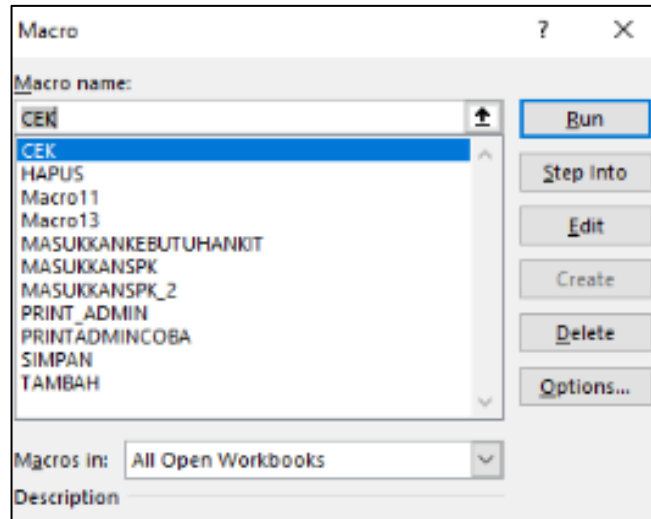 Macro ? ✕
Macro name:
CEK
Run
CEK
HAPUS
Macro11
Macro13
MASUKKANKEBUTUHANKIT
MASUKKANSPK
MASUKKANSPK_2
PRINT_ADMIN
PRINTADMINCOBA
SIMPAN
TAMBAH
Step Into
Edit
Create
Delete
Options...
Macros in: All Open Workbooks
Description